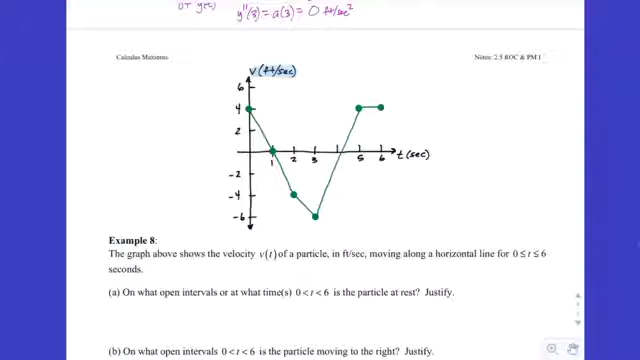 of y(t)
y''(3) = a(3) = 0 ft/sec²
Calculus Maximus
Notes: 2.5 ROC & PM I
v (ft/sec)
6
4
2
-2
-4
-6
1 2 3 5 6 t (sec)
Example 8:
The graph above shows the velocity v(t) of a particle, in ft/sec, moving along a horizontal line for 0 ≤ t ≤ 6
seconds.
(a) On what open intervals or at what times(s) 0 < t < 6 is the particle at rest? Justify.
(b) On what open intervals 0 < t < 6 is the particle moving to the right? Justify.